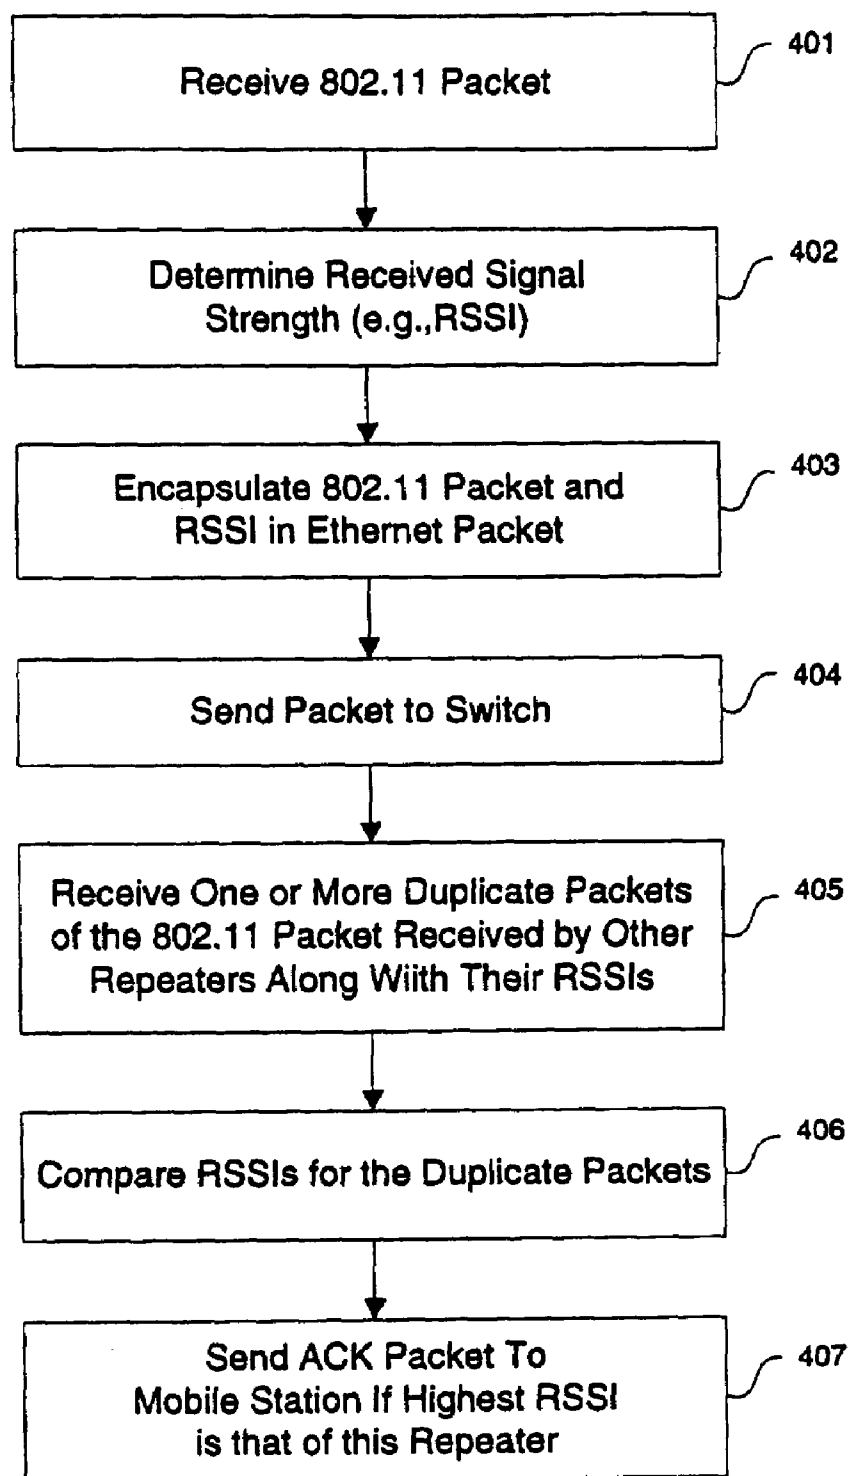 401
Receive 802.11 Packet
402
Determine Received Signal
Strength (e.g.,RSSI)
403
Encapsulate 802.11 Packet and
RSSI in Ethernet Packet
404
Send Packet to Switch
405
Receive One or More Duplicate Packets
of the 802.11 Packet Received by Other
Repeaters Along Wiith Their RSSIs
406
Compare RSSIs for the Duplicate Packets
407
Send ACK Packet To
Mobile Station If Highest RSSI
is that of this Repeater